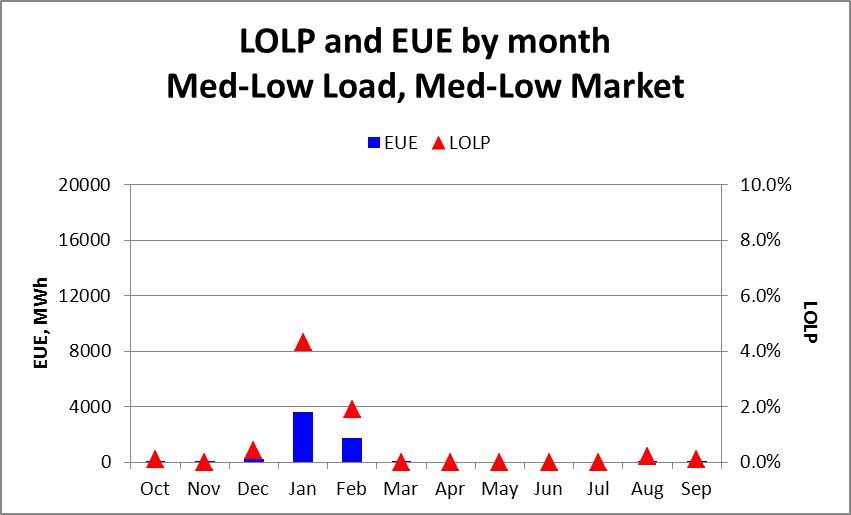 LOLP and EUE by month
Med-Low Load, Med-Low Market
EUE LOLP
20000
16000
12000
8000
4000
0
EUE, MWh
10.0%
8.0%
6.0%
4.0%
2.0%
0.0%
LOLP
Oct Nov Dec Jan Feb Mar Apr May Jun Jul Aug Sep